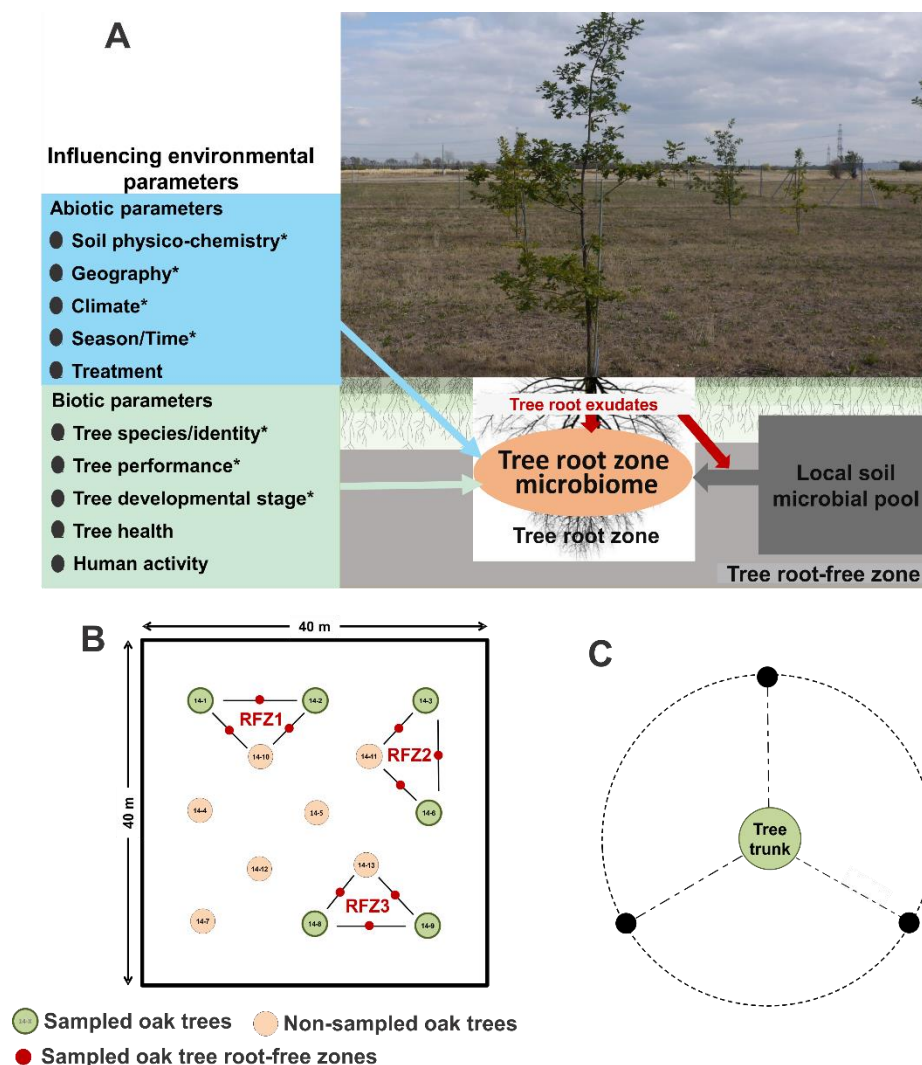 A
Influencing environmental
parameters
Abiotic parameters
Soil physico-chemistry*
Geography*
Climate*
Season/Time*
Treatment
Biotic parameters
Tree species/identity*
Tree performance*
Tree developmental stage*
Tree health
Human activity
Tree root exudates
Tree root zone
microbiome
Tree root zone
Local soil
microbial pool
Tree root-free zone
B
40 m
40 m
14-1
14-2
14-3
RFZ1
14-10
14-11
RFZ2
14-4
14-5
14-6
14-12
14-13
RFZ3
14-7
14-8
14-9
C
Tree
trunk
14-X Sampled oak trees
Non-sampled oak trees
Sampled oak tree root-free zones